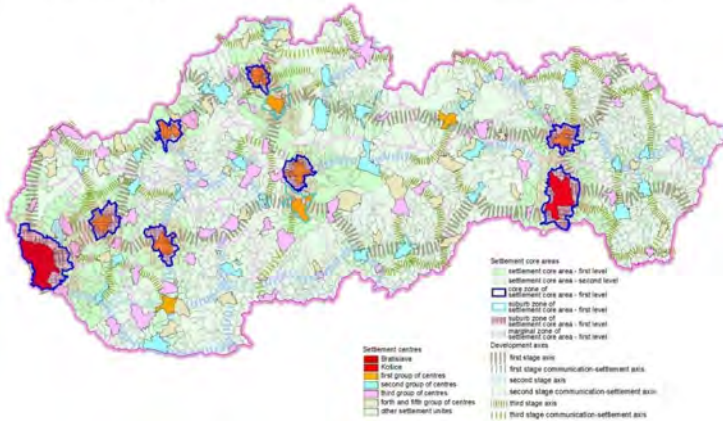 Settlement core areas
settlement core area - first level
settlement core area - second level
core zone of
settlement core area - first level
suburb zone of
settlement core area - first level
suburb zone of
settlement core area - first level
marginal zone of
settlement core area - first level
Development axes
first stage axis
first stage communication-settlement axis
second stage axis
second stage communication-settlement axis
third stage axis
third stage communication-settlement axis
Settlement centres
Bratislava
Košice
first group of centres
second group of centres
third group of centres
forth and fifth group of centres
other settlement unites